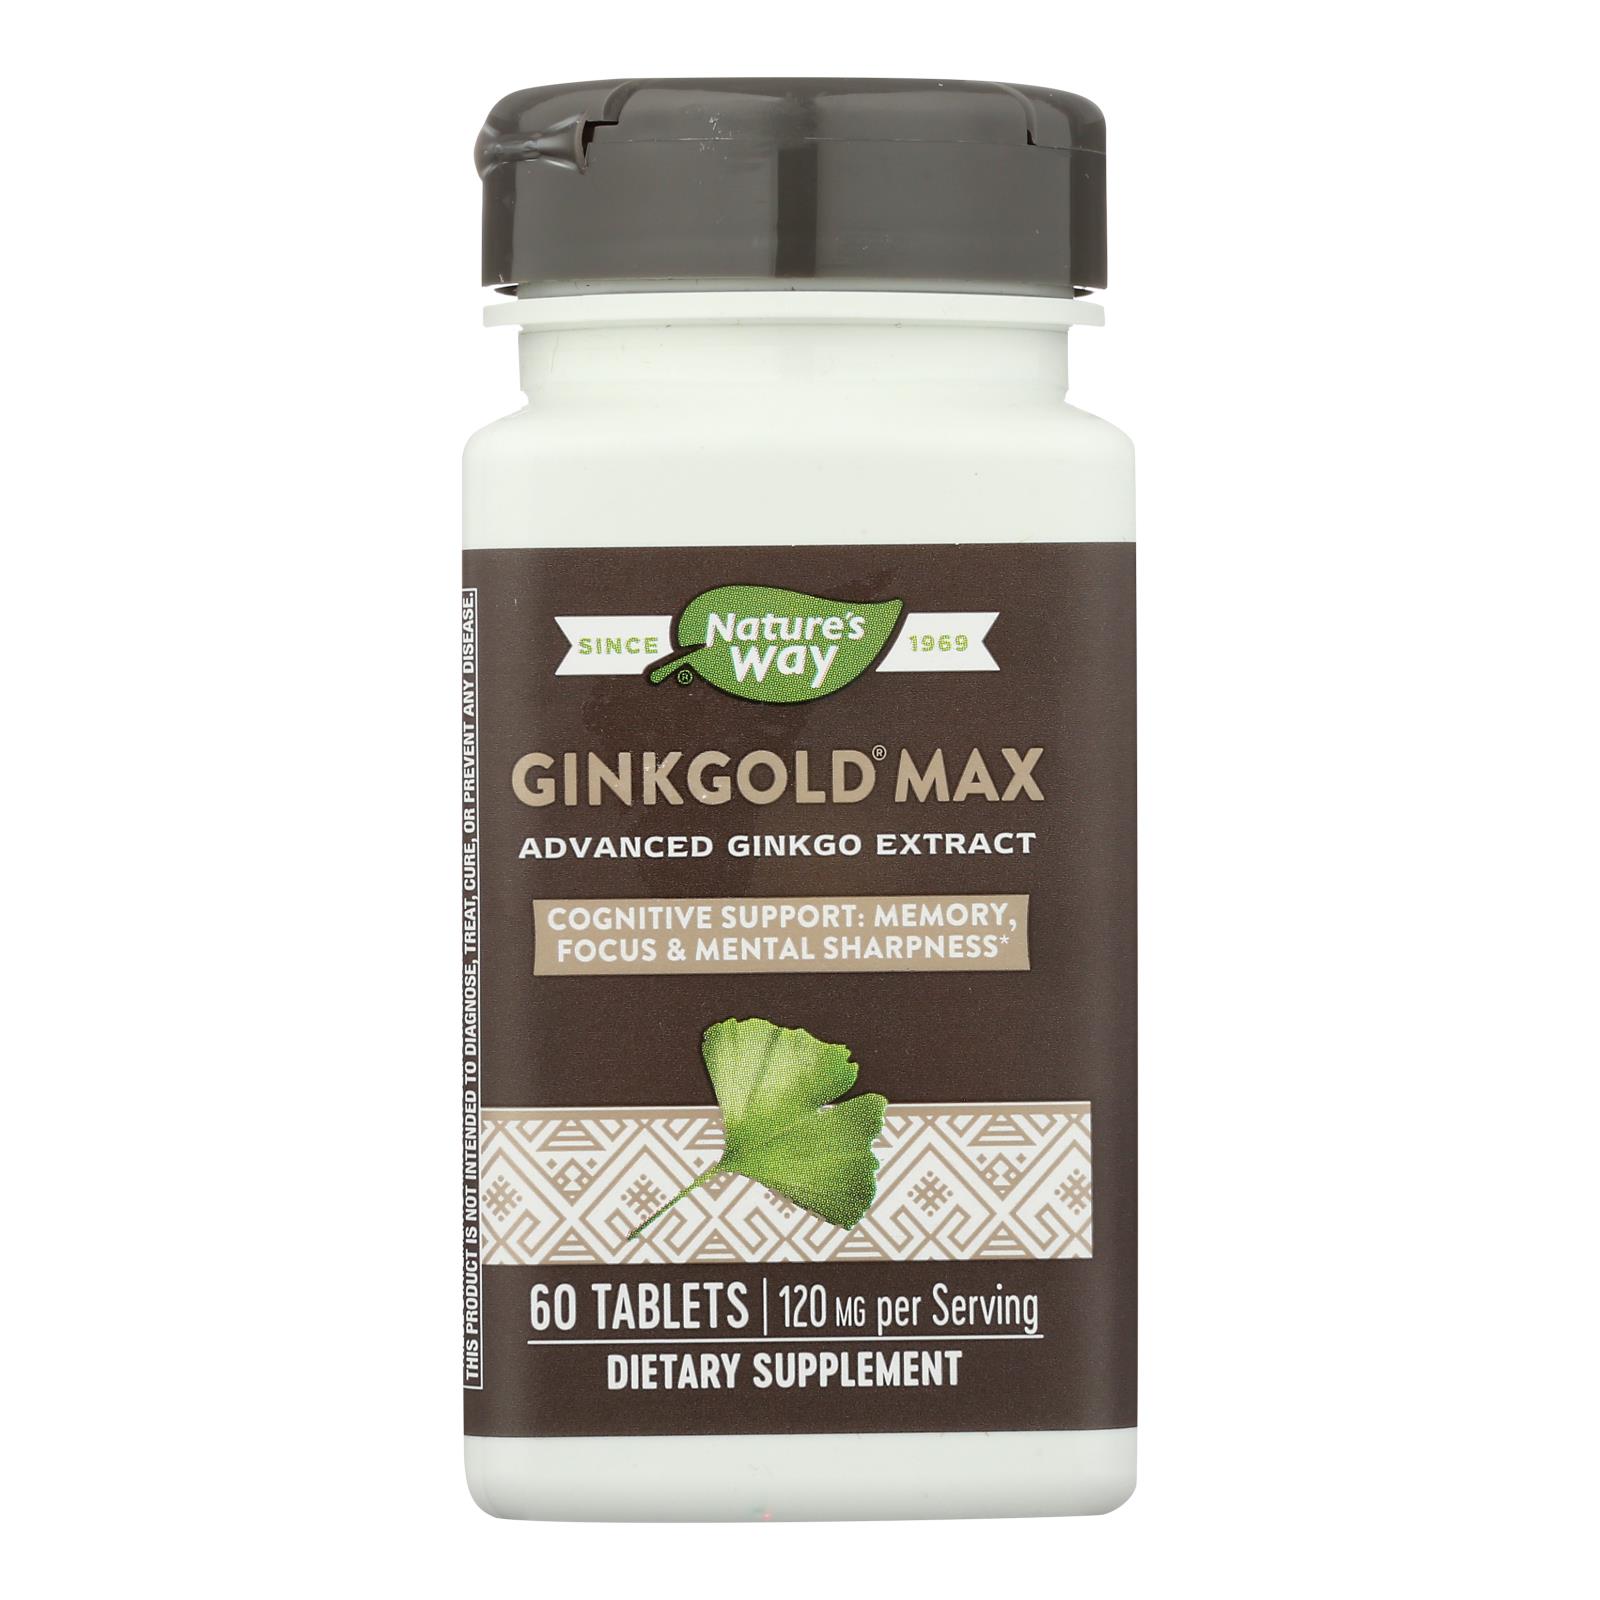 SINCE Nature's Way® 1969
GINKGOLD® MAX
ADVANCED GINKGO EXTRACT
COGNITIVE SUPPORT: MEMORY,
FOCUS & MENTAL SHARPNESS*
60 TABLETS | 120 MG per Serving
DIETARY SUPPLEMENT
THIS PRODUCT IS NOT INTENDED TO DIAGNOSE, TREAT, CURE, OR PREVENT ANY DISEASE.